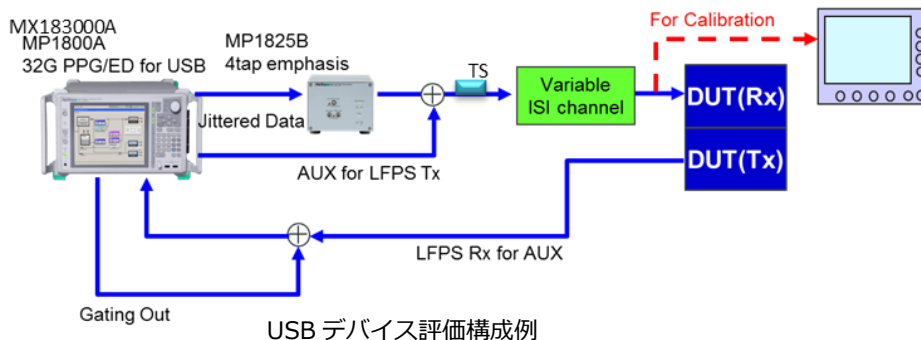 MX183000A
MP1800A
32G PPG/ED for USB
MP1825B
4tap emphasis
Jittered Data
AUX for LFPS Tx
TS
Variable
ISI channel
For Calibration
DUT(Rx)
DUT(Tx)
LFPS Rx for AUX
Gating Out
USB デバイス評価構成例